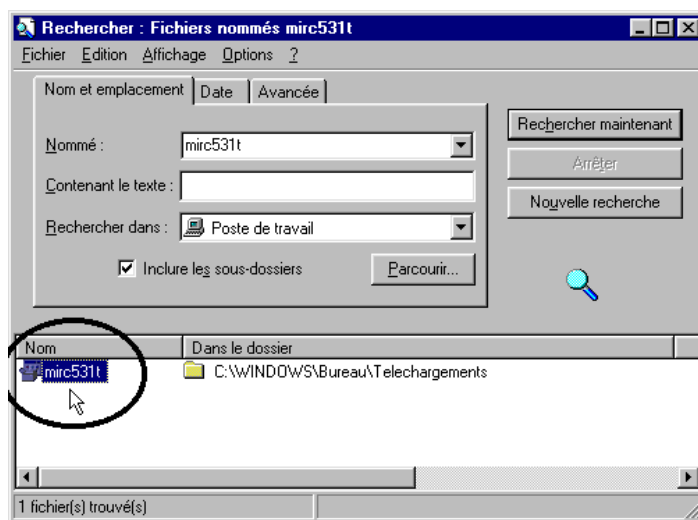 Rechercher : Fichiers nommés mirc531t
Fichier Edition Affichage Options ?
Nom et emplacement Date Avancée
Nommé : mirc531t
Contenant le texte :
Rechercher dans : Poste de travail
Inclure les sous-dossiers Parcourir...
Rechercher maintenant
Arrêter
Nouvelle recherche
Nom Dans le dossier
mirc531t C:\WINDOWS\Bureau\Telechargements
1 fichier(s) trouvé(s)